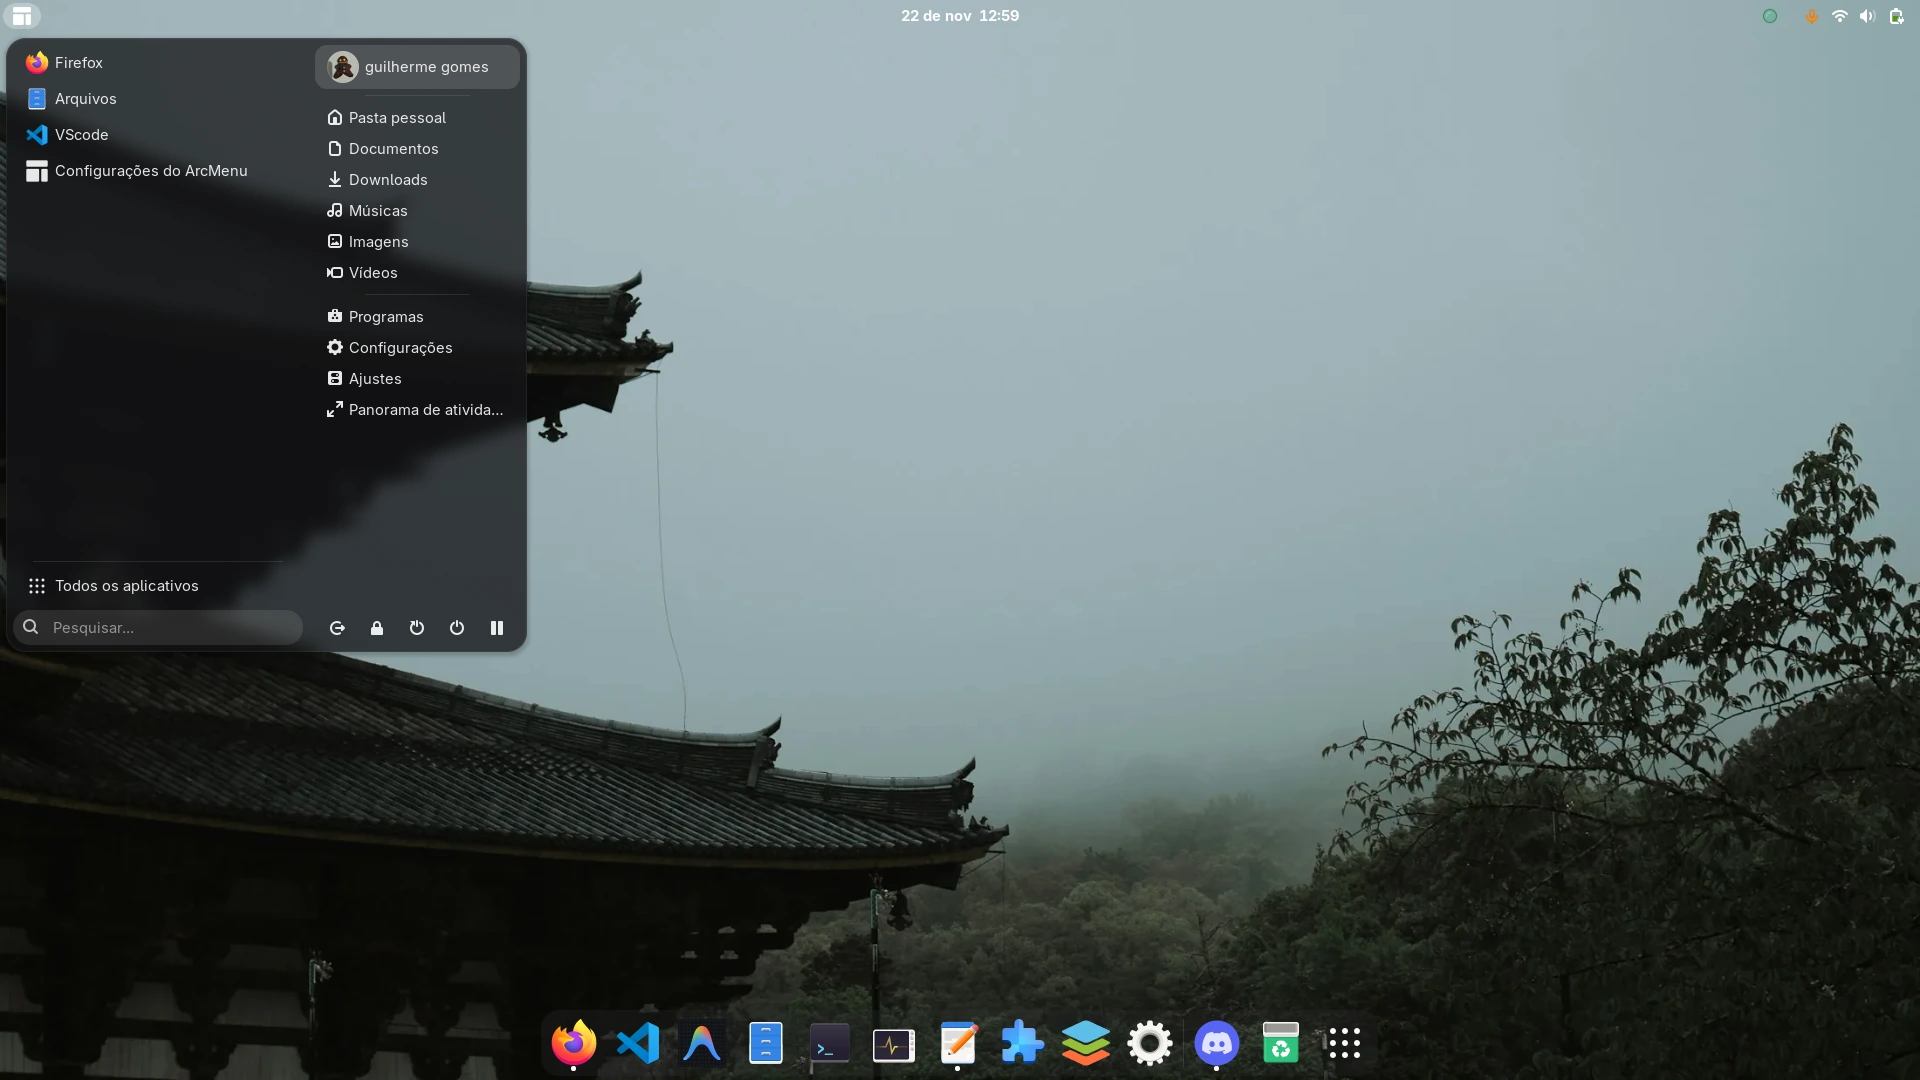 22 de nov 12:59
Firefox
Arquivos
VScode
Configurações do ArcMenu
Todos os aplicativos
Pesquisar...
guilherme gomes
Pasta pessoal
Documentos
Downloads
Músicas
Imagens
Vídeos
Programas
Configurações
Ajustes
Panorama de ativida...